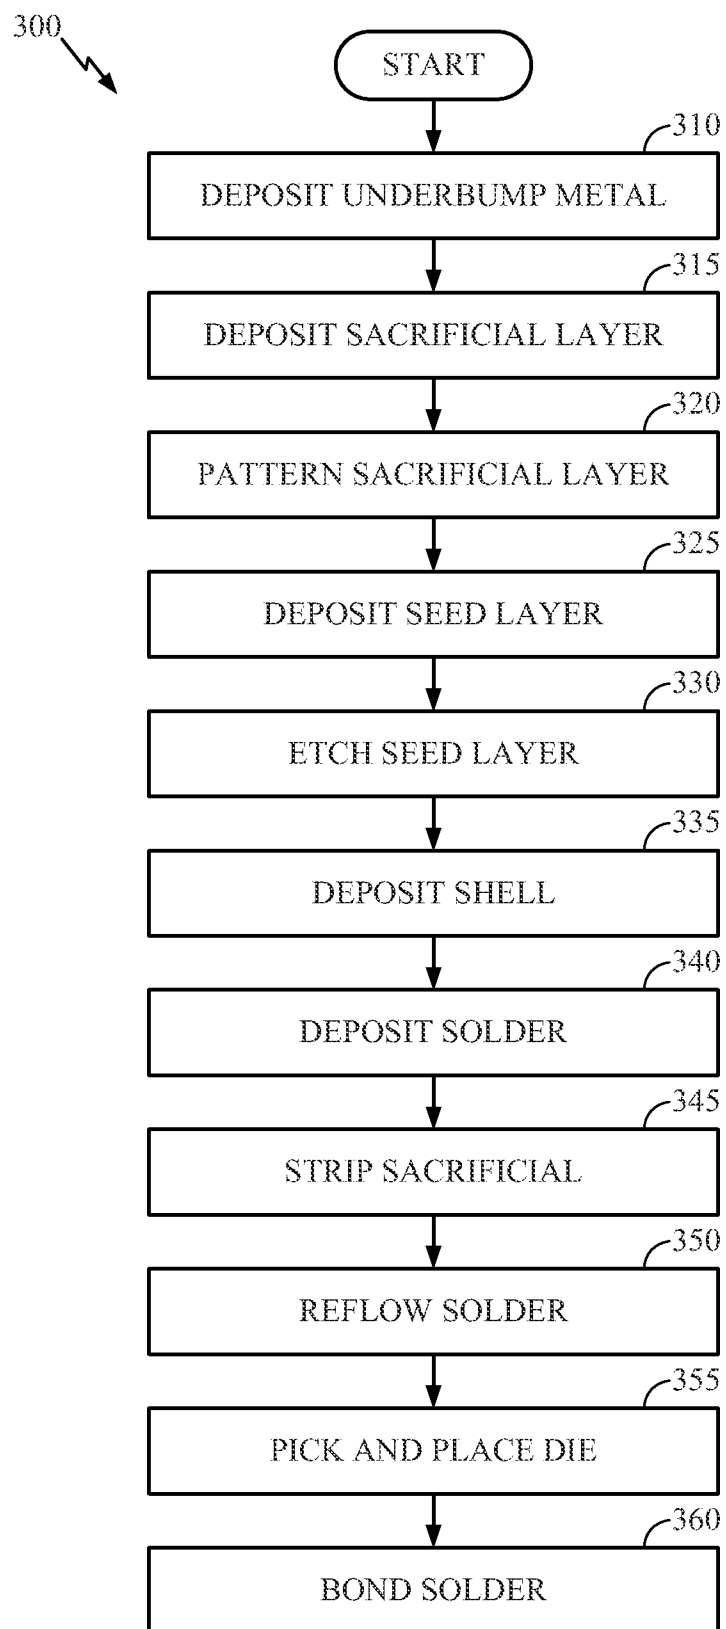 300
START
310
DEPOSIT UNDERBUMP METAL
315
DEPOSIT SACRIFICIAL LAYER
320
PATTERN SACRIFICIAL LAYER
325
DEPOSIT SEED LAYER
330
ETCH SEED LAYER
335
DEPOSIT SHELL
340
DEPOSIT SOLDER
345
STRIP SACRIFICIAL
350
REFLOW SOLDER
355
PICK AND PLACE DIE
360
BOND SOLDER